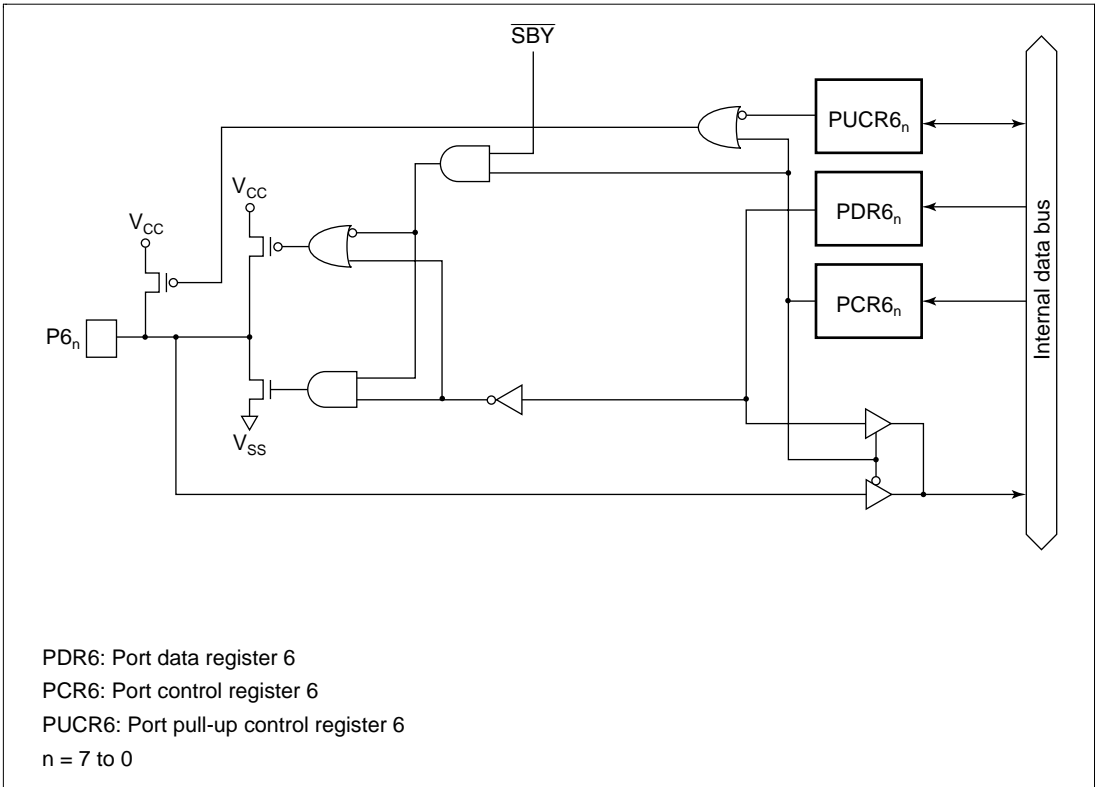 SBY
PUCR6n
VCC
PDR6n
VCC
PCR6n
P6n
VSS
Internal data bus
PDR6: Port data register 6
PCR6: Port control register 6
PUCR6: Port pull-up control register 6
n = 7 to 0